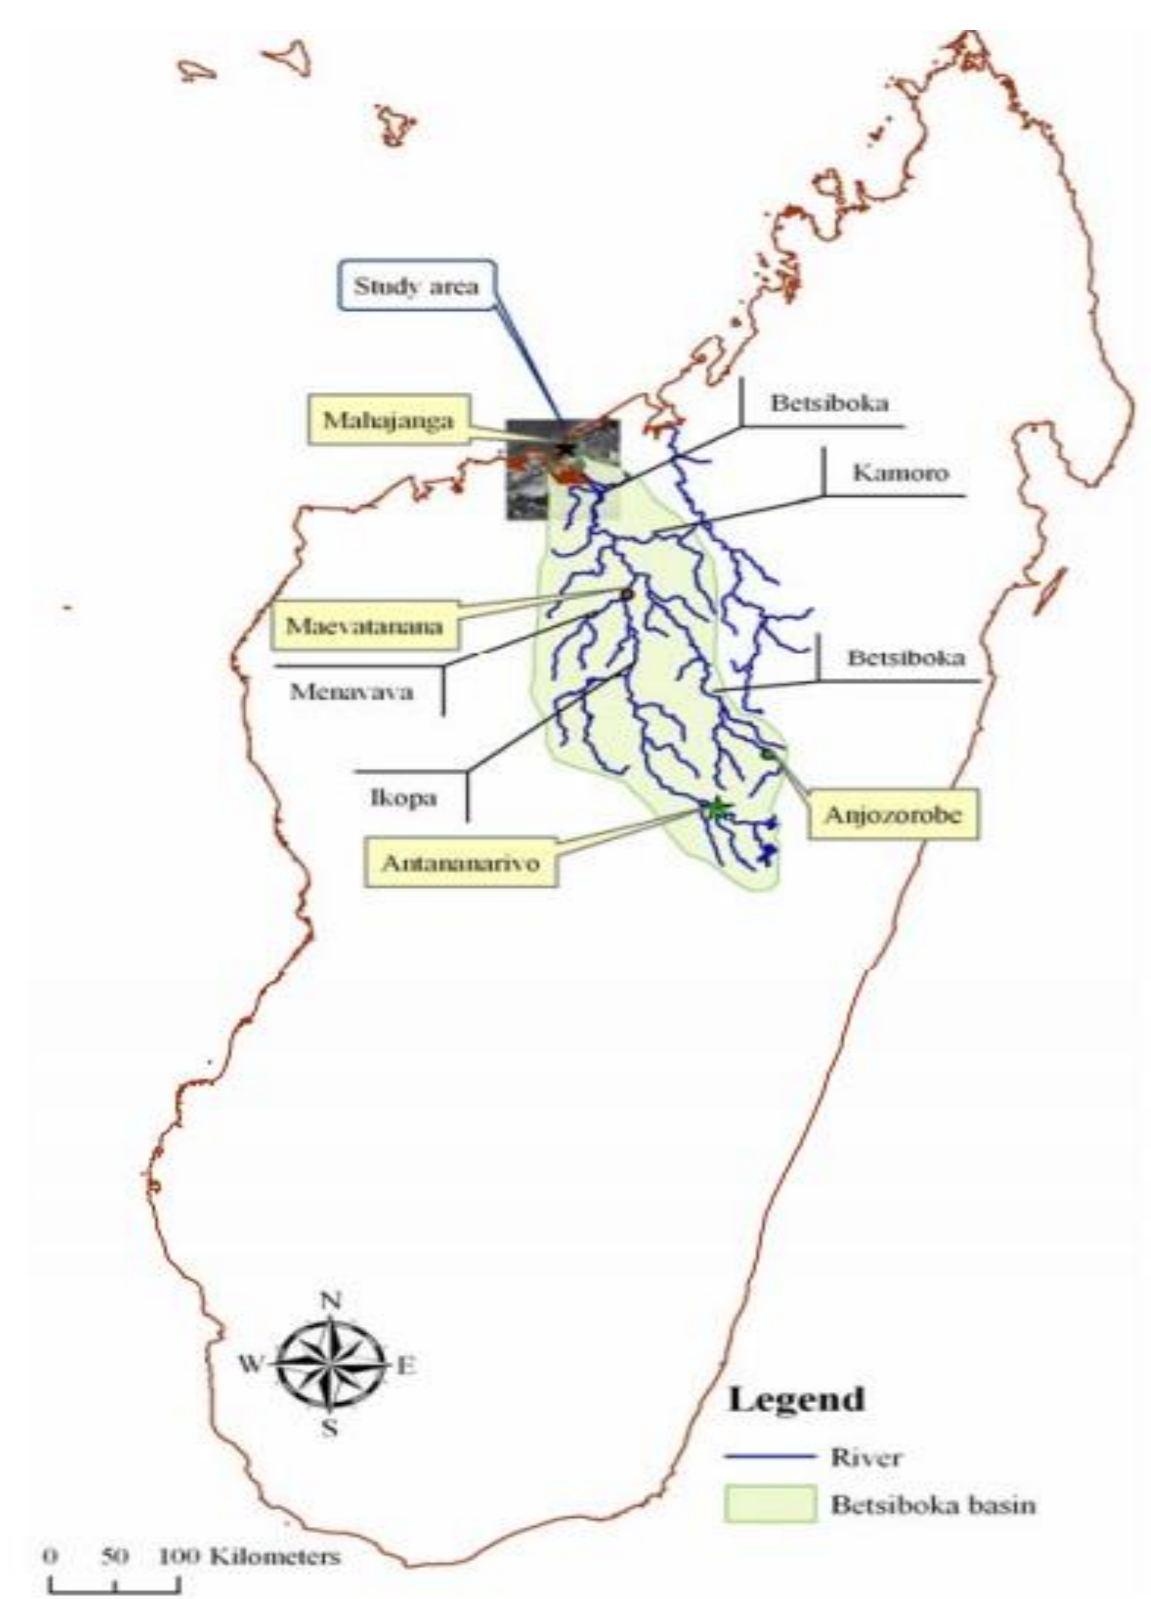 Study area
Mahajanga
Betsiboka
Kamoro
Maevatanana
Betsiboka
Menavava
Ikopa
Anjozorobe
Antananarivo
N
W E
S
Legend
River
Betsiboka basin
0 50 100 Kilometers